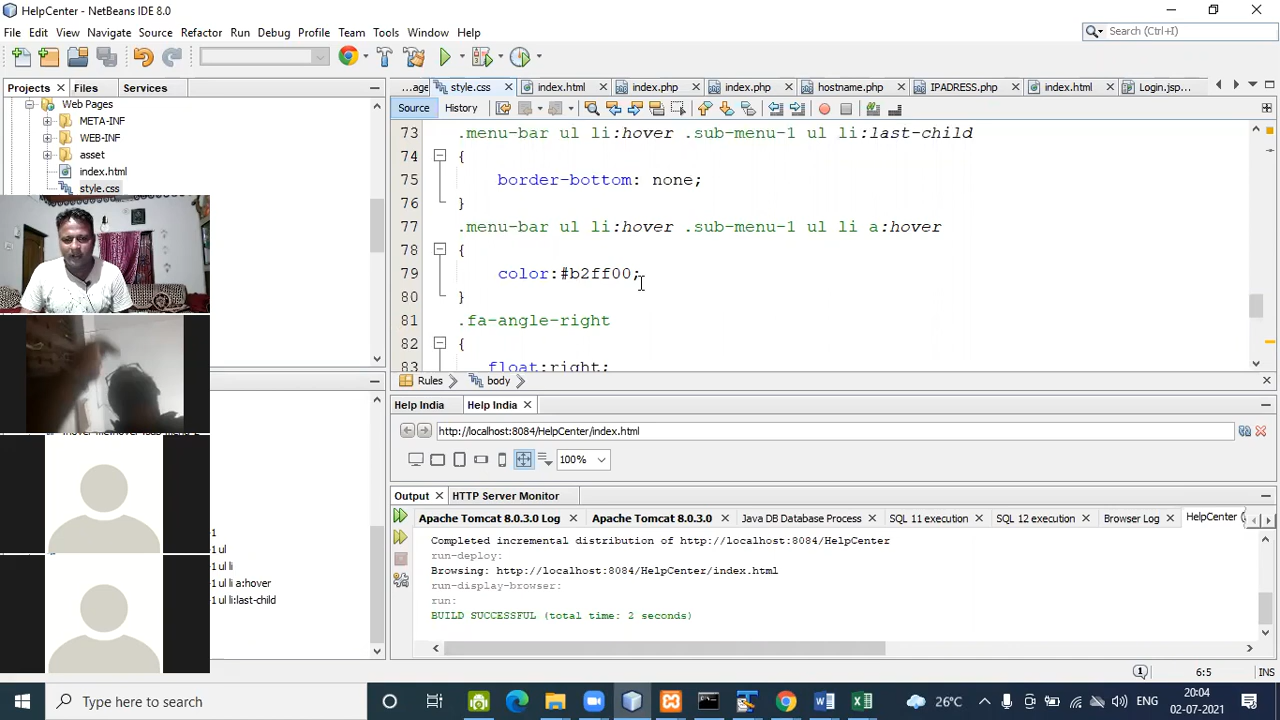 HelpCenter - NetBeans IDE 8.0
File Edit View Navigate Source Refactor Run Debug Profile Team Tools Window Help
Search (Ctrl+I)
Projects Files Services
Web Pages
META-INF
WEB-INF
asset
index.html
style.css
...age style.css index.html index.php index.php hostname.php IPADRESS.php index.html Login.jsp...
Source History
73 .menu-bar ul li:hover .sub-menu-1 ul li:last-child
74 {
75 border-bottom: none;
76 }
77 .menu-bar ul li:hover .sub-menu-1 ul li a:hover
78 {
79 color:#b2ff00;
80 }
81 .fa-angle-right
82 {
83 float:right;
Rules body
Help India Help India
http://localhost:8084/HelpCenter/index.html
100%
1
-1 ul
-1 ul li
-1 ul li a:hover
-1 ul li:last-child
Output HTTP Server Monitor
Apache Tomcat 8.0.3.0 Log Apache Tomcat 8.0.3.0 Java DB Database Process SQL 11 execution SQL 12 execution Browser Log HelpCenter (
Completed incremental distribution of http://localhost:8084/HelpCenter
run-deploy:
Browsing: http://localhost:8084/HelpCenter/index.html
run-display-browser:
run:
BUILD SUCCESSFUL (total time: 2 seconds)
6:5 INS
Type here to search
26°C
ENG
20:04
02-07-2021